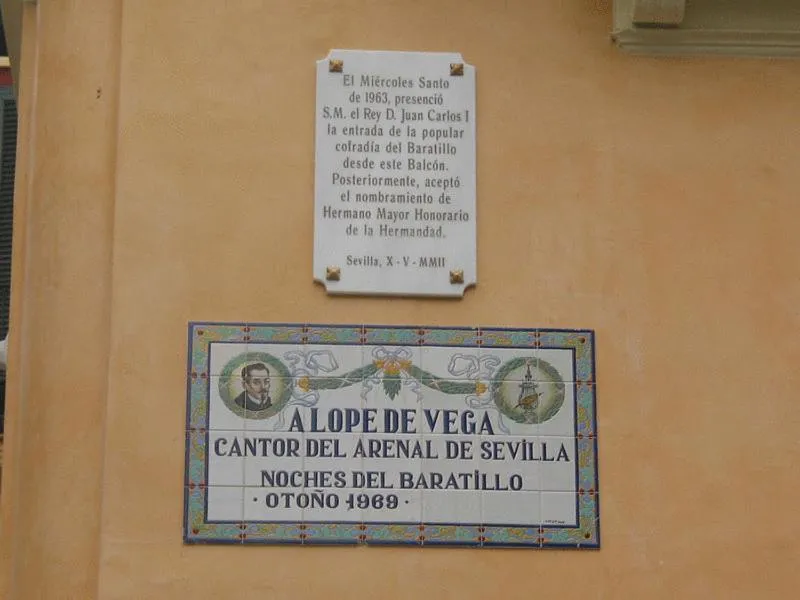 El Miércoles Santo
de 1963, presenció
S.M. el Rey D. Juan Carlos I
la entrada de la popular
cofradía del Baratillo
desde este Balcón.
Posteriormente, aceptó
el nombramiento de
Hermano Mayor Honorario
de la Hermandad.
Sevilla, X - V - MMII
A LOPE DE VEGA
CANTOR DEL ARENAL DE SEVILLA
NOCHES DEL BARATILLO
· OTOÑO 1969 ·